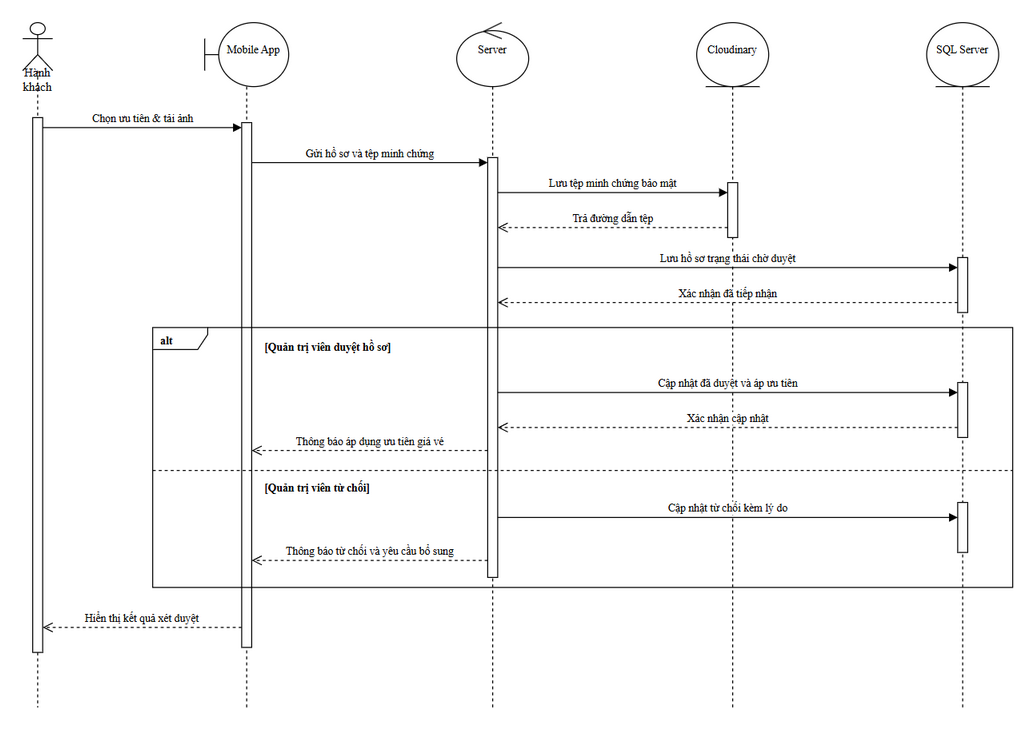 Hành
khách
Mobile App
Server
Cloudinary
SQL Server
Chọn ưu tiên & tải ảnh
Gửi hồ sơ và tệp minh chứng
Lưu tệp minh chứng bảo mật
Trả đường dẫn tệp
Lưu hồ sơ trạng thái chờ duyệt
Xác nhận đã tiếp nhận
alt
[Quản trị viên duyệt hồ sơ]
Cập nhật đã duyệt và áp ưu tiên
Xác nhận cập nhật
Thông báo áp dụng ưu tiên giá vé
[Quản trị viên từ chối]
Cập nhật từ chối kèm lý do
Thông báo từ chối và yêu cầu bổ sung
Hiển thị kết quả xét duyệt